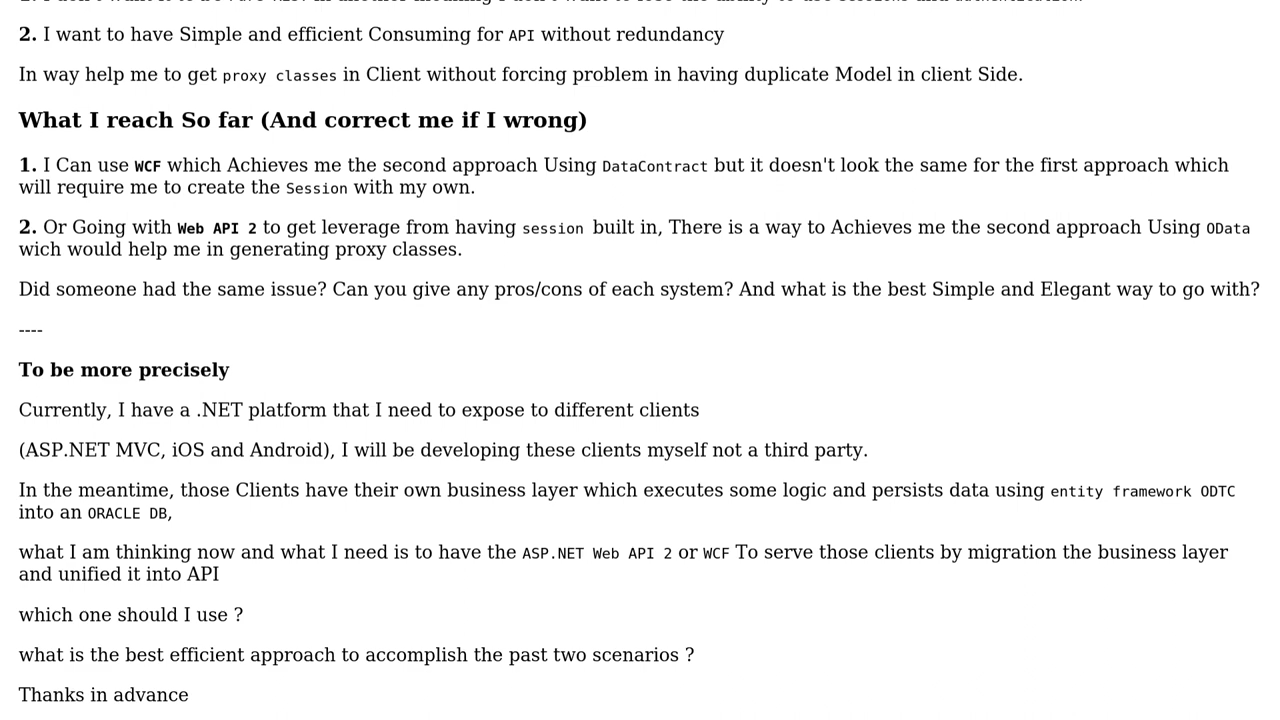 2. I want to have Simple and efficient Consuming for API without redundancy
In way help me to get proxy classes in Client without forcing problem in having duplicate Model in client Side.
What I reach So far (And correct me if I wrong)
1. I Can use WCF which Achieves me the second approach Using DataContract but it doesn't look the same for the first approach which
will require me to create the Session with my own.
2. Or Going with Web API 2 to get leverage from having session built in, There is a way to Achieves me the second approach Using OData
wich would help me in generating proxy classes.
Did someone had the same issue? Can you give any pros/cons of each system? And what is the best Simple and Elegant way to go with?
----
To be more precisely
Currently, I have a .NET platform that I need to expose to different clients
(ASP.NET MVC, iOS and Android), I will be developing these clients myself not a third party.
In the meantime, those Clients have their own business layer which executes some logic and persists data using entity framework ODTC
into an ORACLE DB,
what I am thinking now and what I need is to have the ASP.NET Web API 2 or WCF To serve those clients by migration the business layer
and unified it into API
which one should I use ?
what is the best efficient approach to accomplish the past two scenarios ?
Thanks in advance